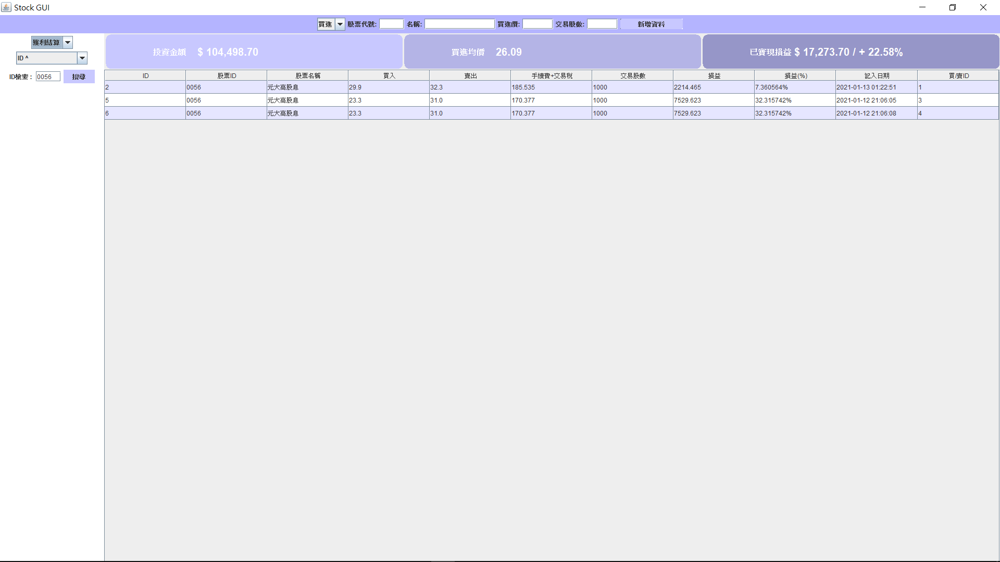 Stock GUI
買進 股票代號: 名稱: 買進價: 交易股數: 新增資料
獲利結算
ID ^
ID檢索 : 0056 搜尋
投資金額 $ 104,498.70 買進均價 26.09 已實現損益 $ 17,273.70 / + 22.58%
ID 股票ID 股票名稱 買入 賣出 手續費+交易稅 交易股數 損益 損益(%) 記入日期 買/賣ID
2 0056 元大高股息 29.9 32.3 185.535 1000 2214.465 7.360564% 2021-01-13 01:22:51 1
5 0056 元大高股息 23.3 31.0 170.377 1000 7529.623 32.315742% 2021-01-12 21:06:05 3
6 0056 元大高股息 23.3 31.0 170.377 1000 7529.623 32.315742% 2021-01-12 21:06:08 4